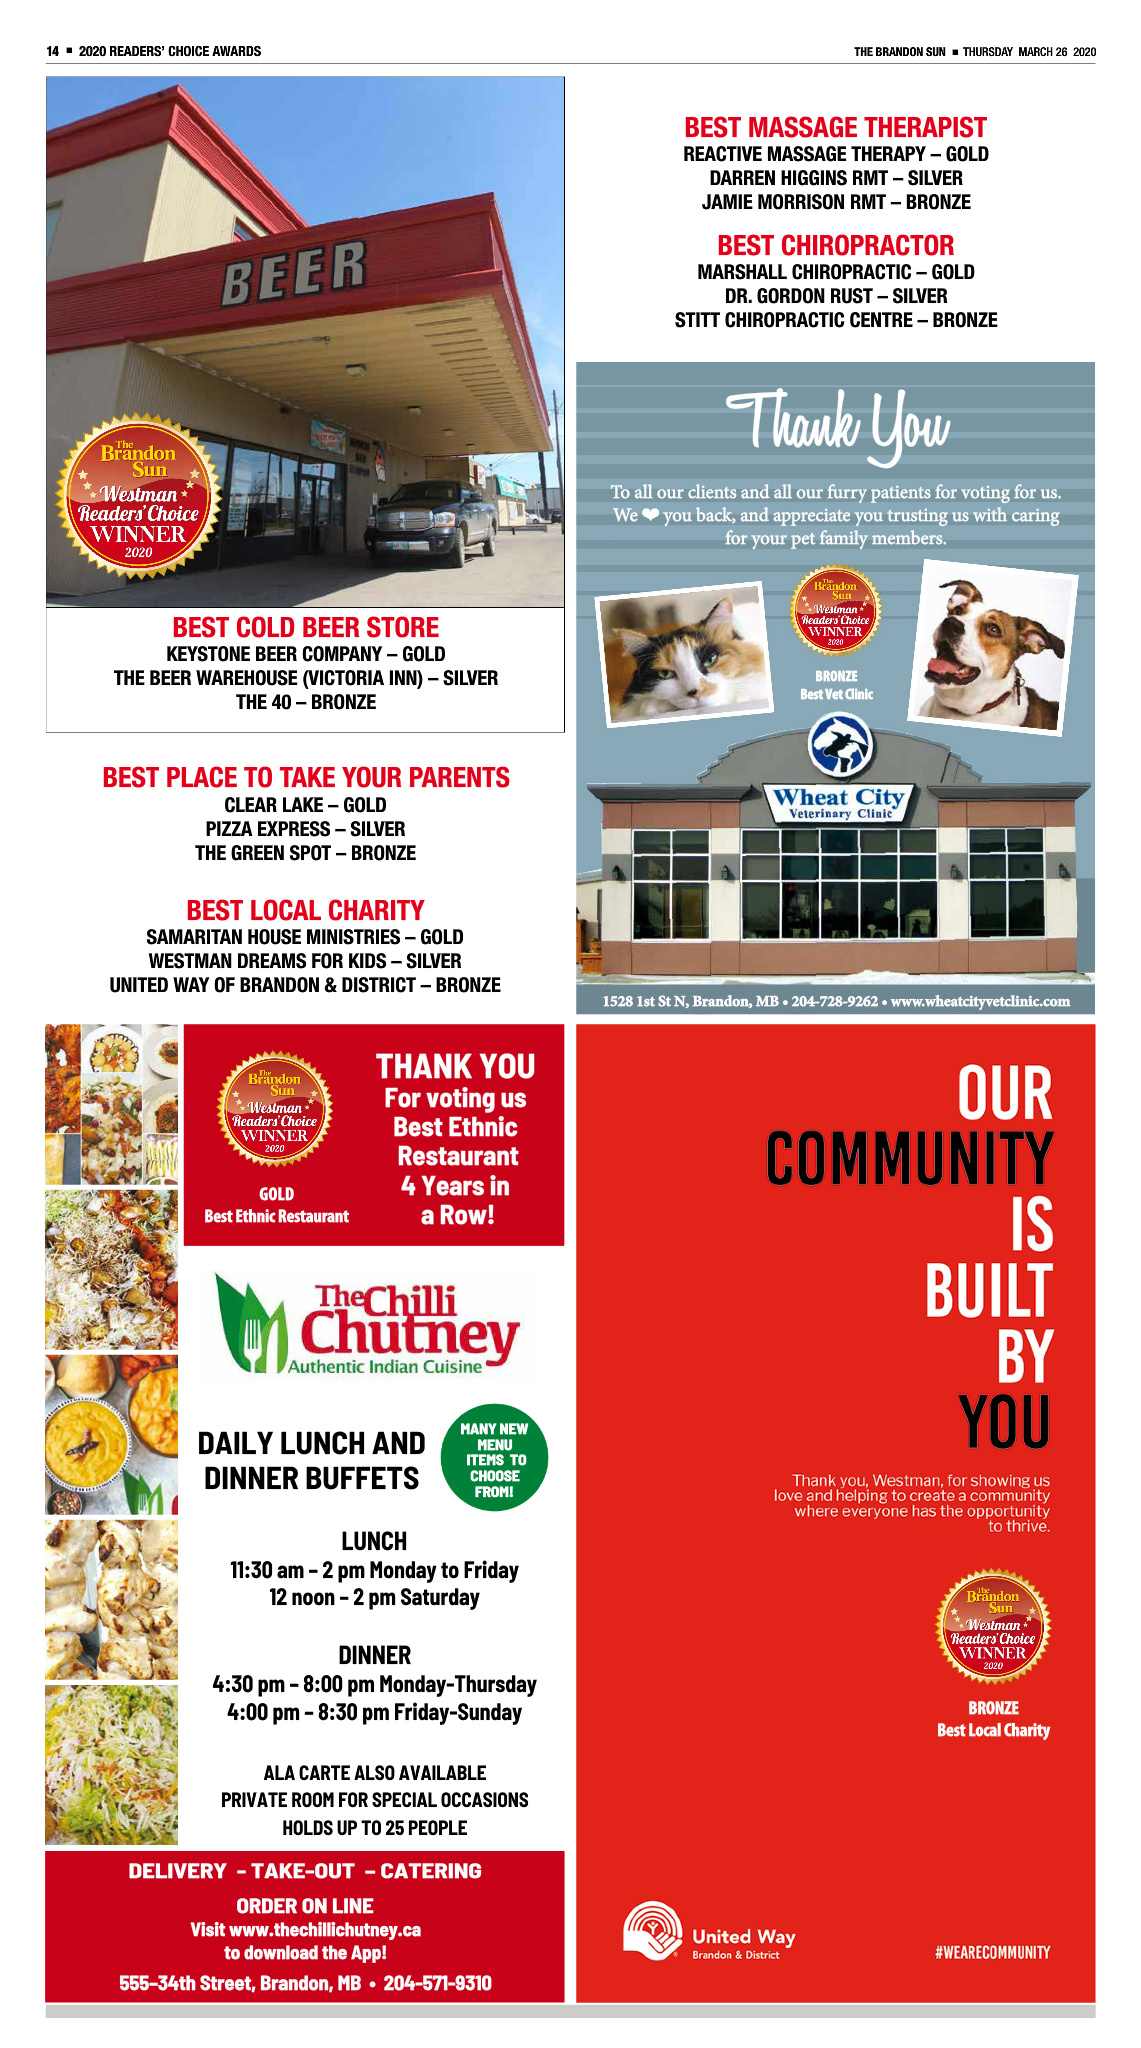 14 ■ 2020 READERS' CHOICE AWARDS
THE BRANDON SUN ■ THURSDAY MARCH 26 2020
BEER
The
Brandon
Sun
Westman
Readers' Choice
WINNER
2020
BEST COLD BEER STORE
KEYSTONE BEER COMPANY – GOLD
THE BEER WAREHOUSE (VICTORIA INN) – SILVER
THE 40 – BRONZE
BEST PLACE TO TAKE YOUR PARENTS
CLEAR LAKE – GOLD
PIZZA EXPRESS – SILVER
THE GREEN SPOT – BRONZE
BEST LOCAL CHARITY
SAMARITAN HOUSE MINISTRIES – GOLD
WESTMAN DREAMS FOR KIDS – SILVER
UNITED WAY OF BRANDON & DISTRICT – BRONZE
BEST MASSAGE THERAPIST
REACTIVE MASSAGE THERAPY – GOLD
DARREN HIGGINS RMT – SILVER
JAMIE MORRISON RMT – BRONZE
BEST CHIROPRACTOR
MARSHALL CHIROPRACTIC – GOLD
DR. GORDON RUST – SILVER
STITT CHIROPRACTIC CENTRE – BRONZE
Thank You
To all our clients and all our furry patients for voting for us.
We ❤ you back, and appreciate you trusting us with caring
for your pet family members.
The
Brandon
Sun
Westman
Readers' Choice
WINNER
2020
BRONZE
Best Vet Clinic
Wheat City
Veterinary Clinic
1528 1st St N, Brandon, MB • 204-728-9262 • www.wheatcityvetclinic.com
The
Brandon
Sun
Westman
Readers' Choice
WINNER
2020
GOLD
Best Ethnic Restaurant
THANK YOU
For voting us
Best Ethnic
Restaurant
4 Years in
a Row!
The Chilli
Chutney
Authentic Indian Cuisine
DAILY LUNCH AND
DINNER BUFFETS
MANY NEW
MENU
ITEMS TO
CHOOSE
FROM!
LUNCH
11:30 am – 2 pm Monday to Friday
12 noon – 2 pm Saturday
DINNER
4:30 pm – 8:00 pm Monday-Thursday
4:00 pm – 8:30 pm Friday-Sunday
ALA CARTE ALSO AVAILABLE
PRIVATE ROOM FOR SPECIAL OCCASIONS
HOLDS UP TO 25 PEOPLE
DELIVERY – TAKE-OUT – CATERING
ORDER ON LINE
Visit www.thechillichutney.ca
to download the App!
555–34th Street, Brandon, MB • 204-571-9310
OUR
COMMUNITY
IS
BUILT
BY
YOU
Thank you, Westman, for showing us
love and helping to create a community
where everyone has the opportunity
to thrive.
The
Brandon
Sun
Westman
Readers' Choice
WINNER
2020
BRONZE
Best Local Charity
United Way
Brandon & District
#WEARECOMMUNITY